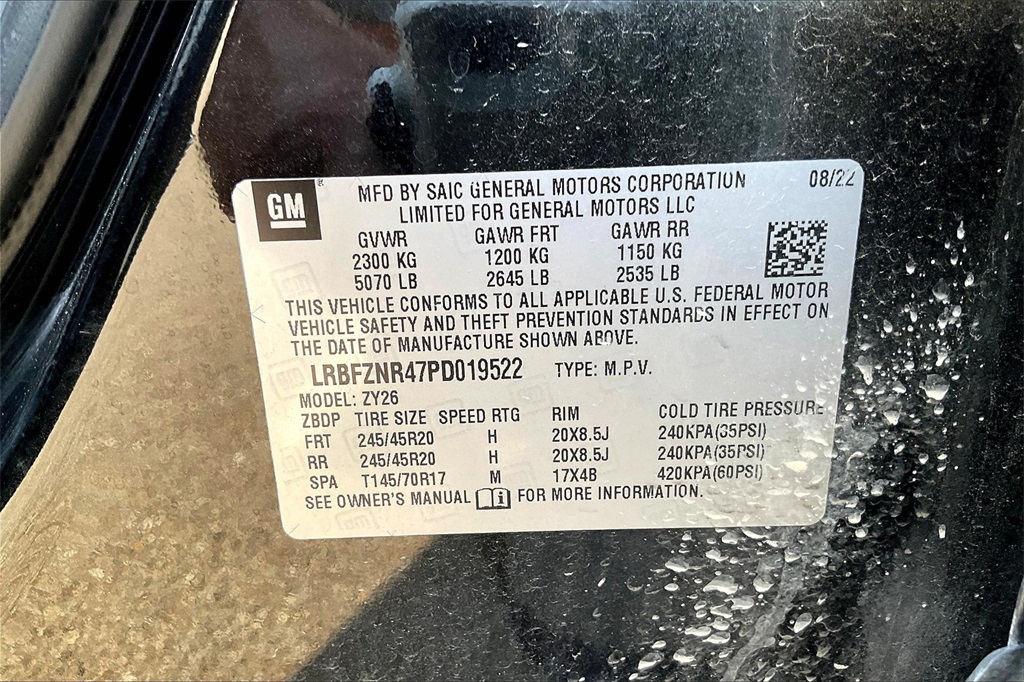 GM
®
MFD BY SAIC GENERAL MOTORS CORPORATION
LIMITED FOR GENERAL MOTORS LLC
08/22
GVWR GAWR FRT GAWR RR
2300 KG 1200 KG 1150 KG
5070 LB 2645 LB 2535 LB
THIS VEHICLE CONFORMS TO ALL APPLICABLE U.S. FEDERAL MOTOR
VEHICLE SAFETY AND THEFT PREVENTION STANDARDS IN EFFECT ON
THE DATE OF MANUFACTURE SHOWN ABOVE.
LRBFZNR47PD019522 TYPE: M.P.V.
MODEL: ZY26
ZBDP TIRE SIZE SPEED RTG RIM COLD TIRE PRESSURE
FRT 245/45R20 H 20X8.5J 240KPA(35PSI)
RR 245/45R20 H 20X8.5J 240KPA(35PSI)
SPA T145/70R17 M 17X4B 420KPA(60PSI)
SEE OWNER'S MANUAL i FOR MORE INFORMATION.